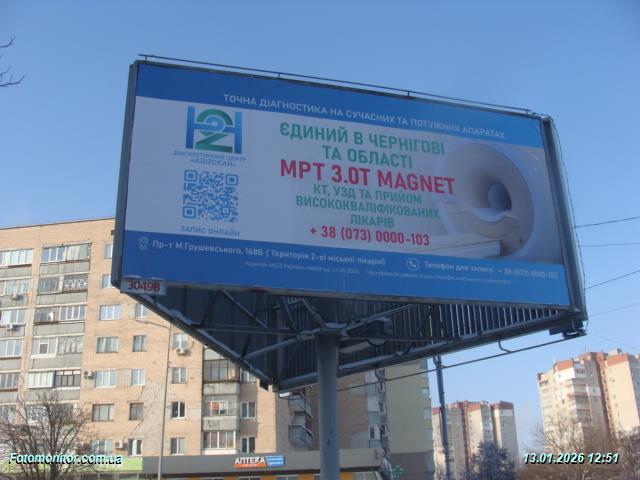 ТОЧНА ДІАГНОСТИКА НА СУЧАСНИХ ТА ПОТУЖНИХ АПАРАТАХ
ДІАГНОСТИЧНИЙ ЦЕНТР
«АШ2СКАН»
ЗАПИС ОНЛАЙН
ЄДИНИЙ В ЧЕРНІГОВІ
ТА ОБЛАСТІ
МРТ 3.0Т MAGNET
КТ, УЗД ТА ПРИЙОМ
ВИСОКОКВАЛІФІКОВАНИХ
ЛІКАРІВ
+ 38 (073) 0000-103
Пр-т М.Грушевського, 168Б ( Територія 2-ої міської лікарні)
Телефон для запису: + 38 (073) 0000-103
3049В
АПТЕКА
Fotomonitor.com.ua
13.01.2026 12:51